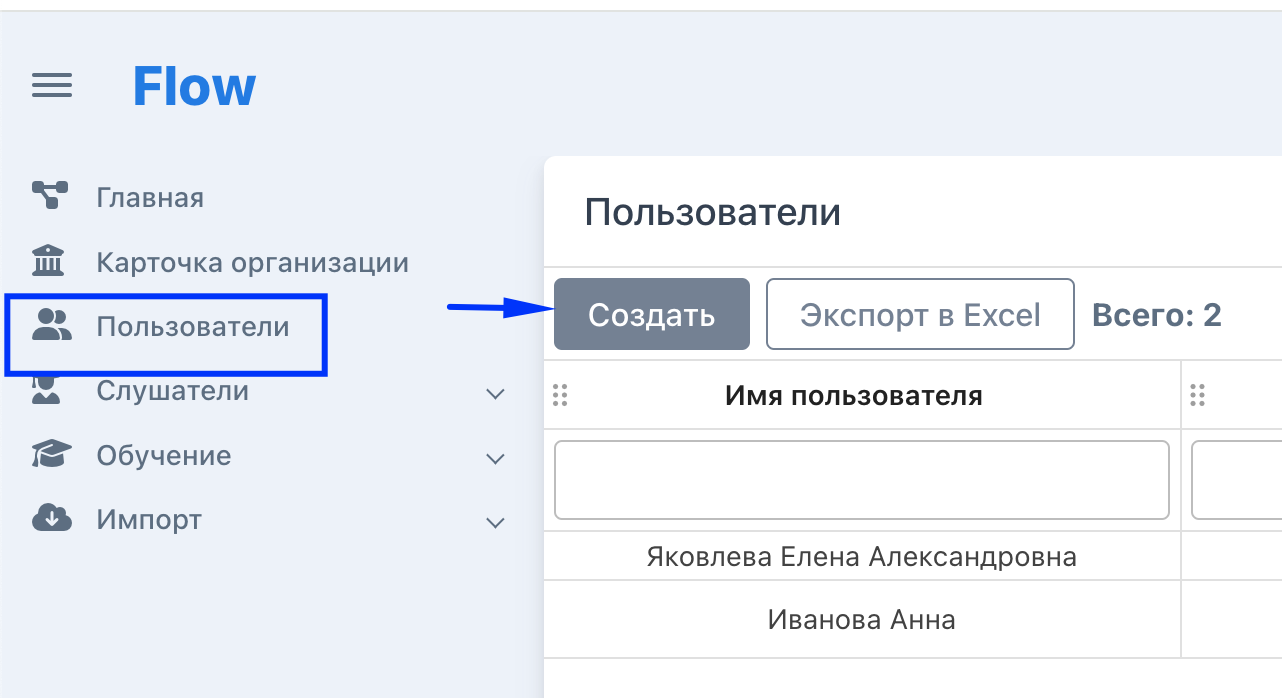 Flow
Главная
Карточка организации
Пользователи
Слушатели
Обучение
Импорт
Пользователи
Создать Экспорт в Excel Всего: 2
Имя пользователя
Яковлева Елена Александровна
Иванова Анна